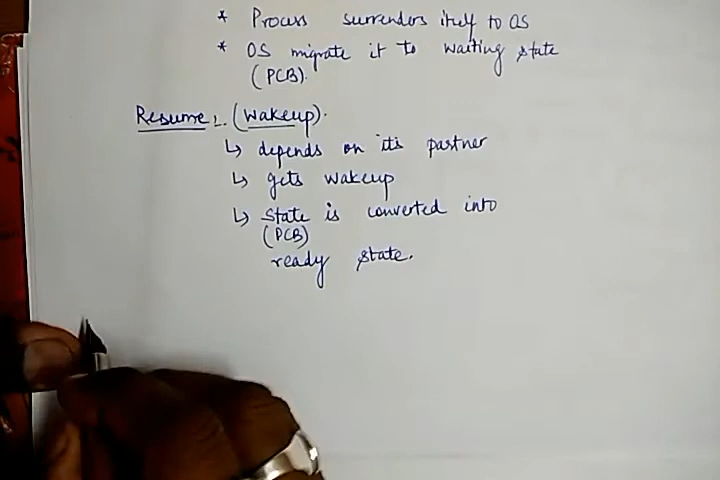 * Process surrenders itself to OS
* OS migrate it to waiting state
(PCB).
Resume :. (Wakeup).
↳ depends on its partner
↳ gets wakeup
↳ State is converted into
(PCB)
ready state.